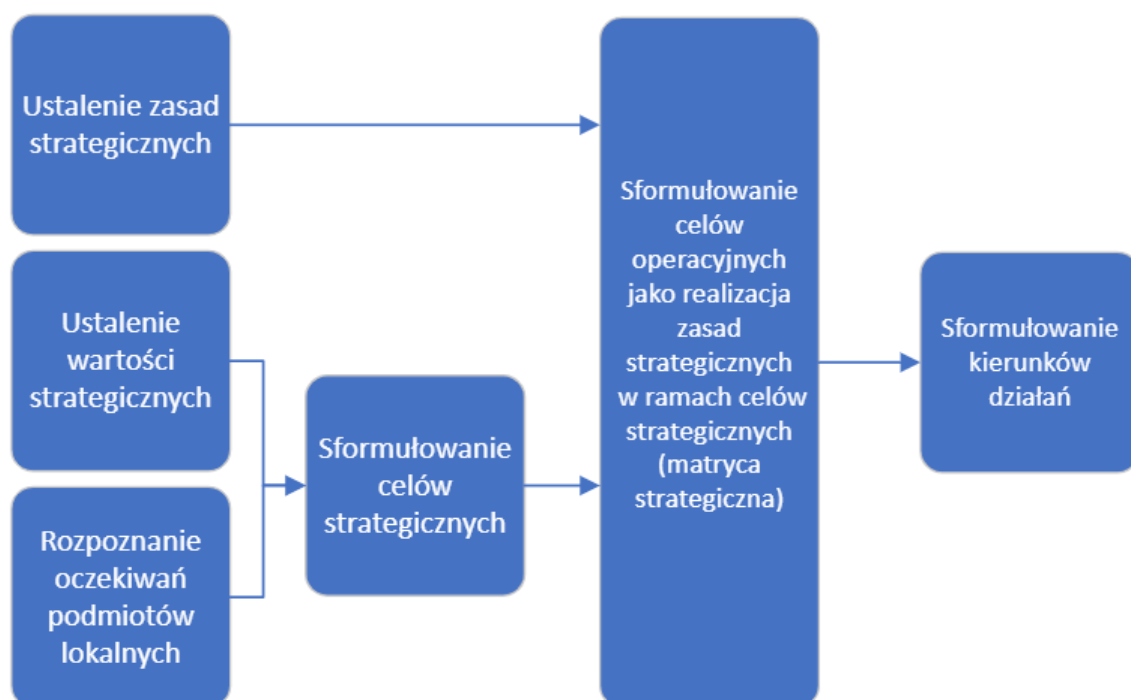 Ustalenie zasad
strategicznych
Ustalenie
wartości
strategicznych
Rozpoznanie
oczekiwań
podmiotów
lokalnych
Sformułowanie
celów
strategicznych
Sformułowanie
celów
operacyjnych
jako realizacja
zasad
strategicznych
w ramach celów
strategicznych
(matryca
strategiczna)
Sformułowanie
kierunków
działań